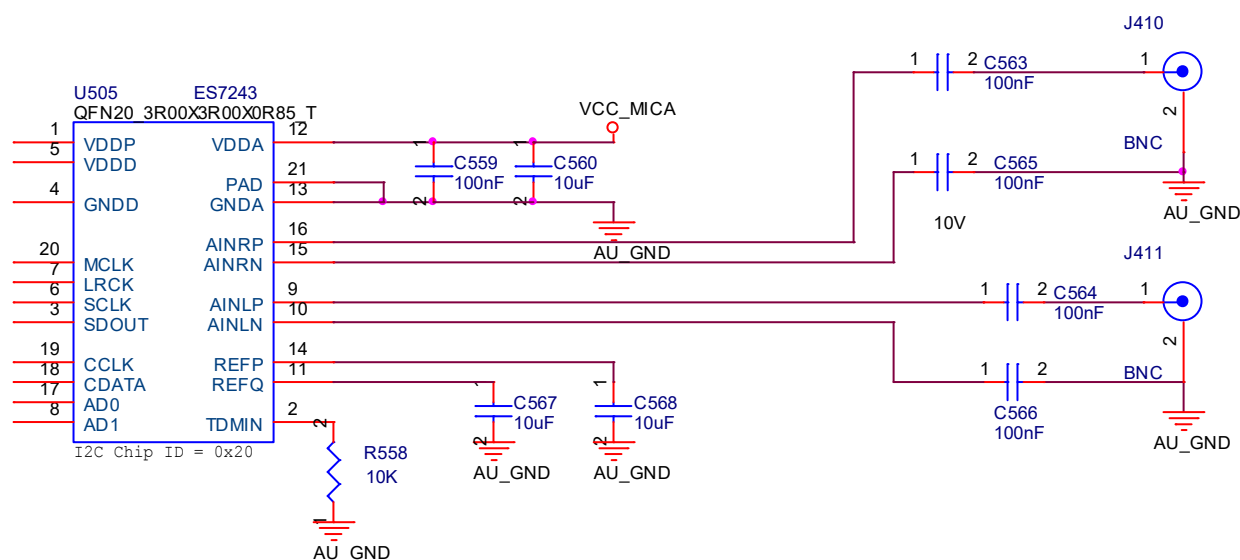 J410
1 2 C563 1
100nF
U505 ES7243
QFN20_3R00X3R00X0R85_T
VCC_MICA
1 VDDP VDDA 12
5 VDDD
1 C559 1 C560
2 100nF 2 10uF
PAD 21
4 GNDD GNDA 13
2
BNC
1 2 C565
100nF
10V
AU_GND
AINRP 16
AU_GND
20 MCLK AINRN 15
J411
7 LRCK
6 SCLK AINLP 9
1 2 C564 1
100nF
3 SDOUT AINLN 10
2
BNC
19 CCLK REFP 14
18 CDATA REFQ 11
1 2
C566
100nF
17 AD0
8 AD1 TDMIN 2
1 C567 1 C568
2 10uF 2 10uF
AU_GND
I2C Chip ID = 0x20
2 R558
1 10K
AU_GND AU_GND
AU_GND